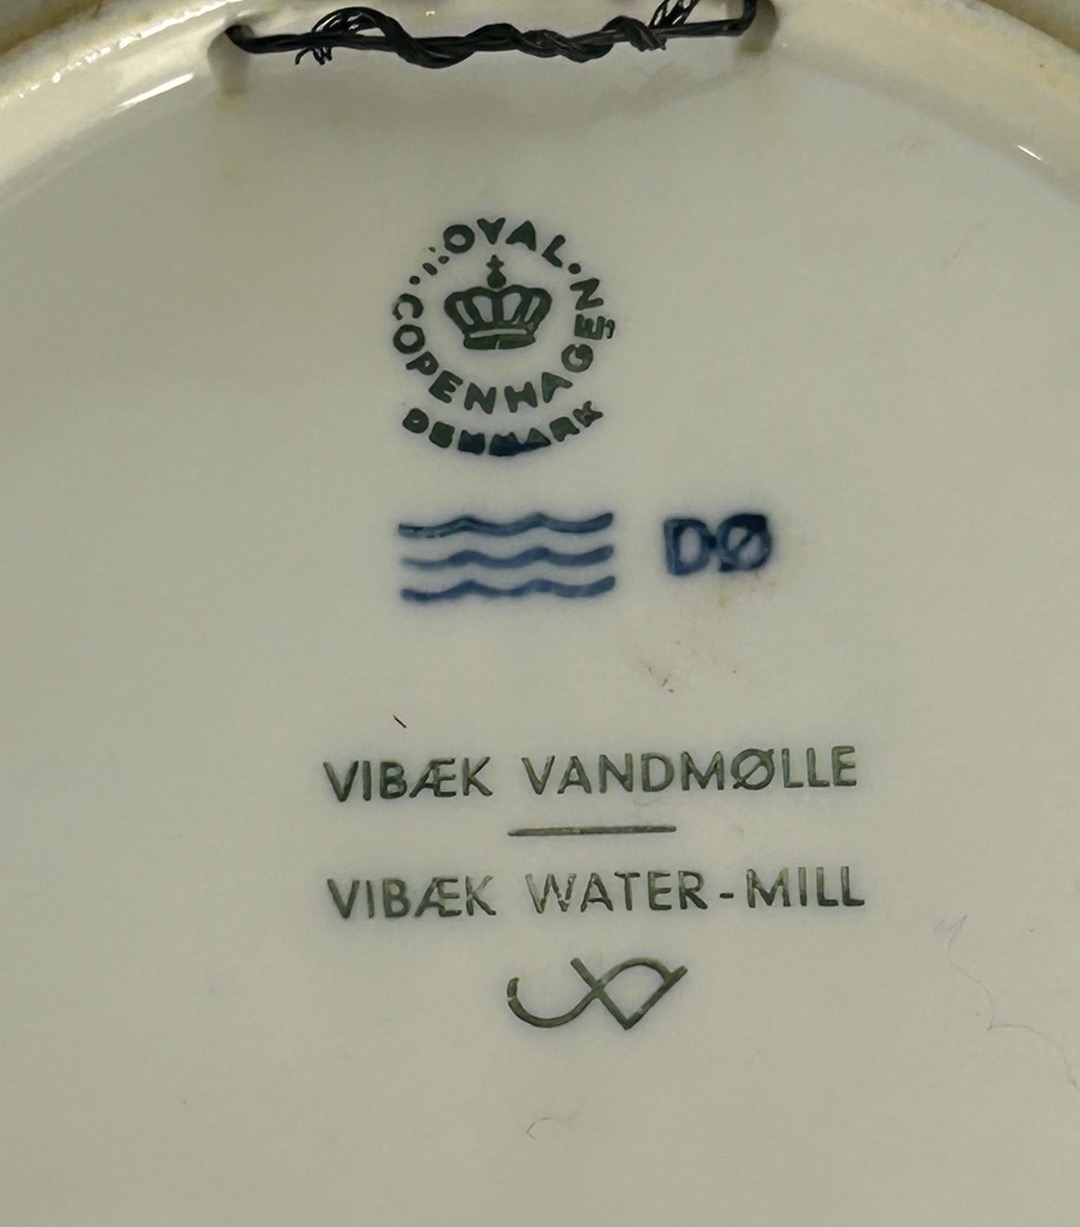 ROYAL
COPENHAGEN
DENMARK
DØ
VIBÆK VANDMØLLE
VIBÆK WATER-MILL